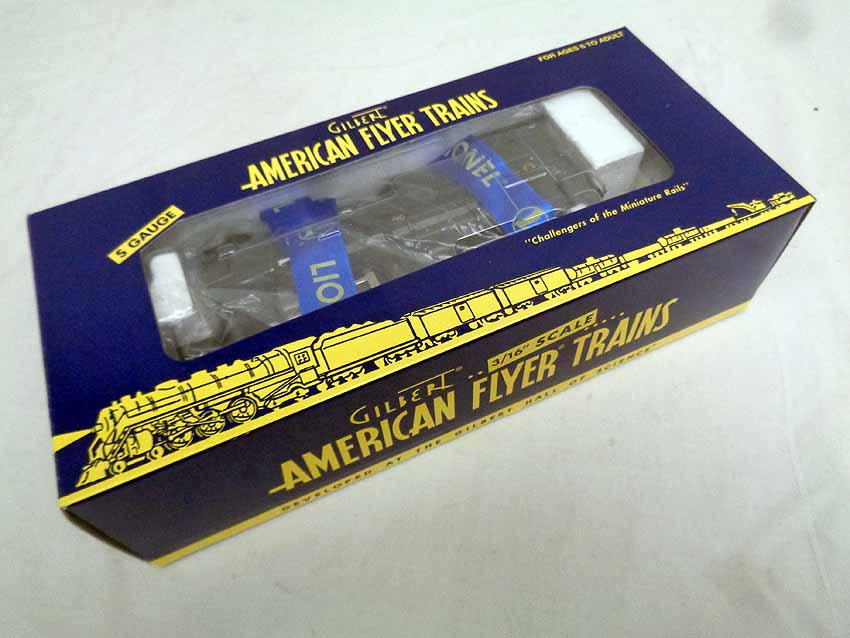 FOR AGES 6 TO ADULT
GILBERT®
AMERICAN FLYER® TRAINS
S GAUGE
LIO
ONEL
"Challengers of the Miniature Rails"
3/16" SCALE
GILBERT®
AMERICAN FLYER® TRAINS
DEVELOPED AT THE GILBERT HALL OF SCIENCE